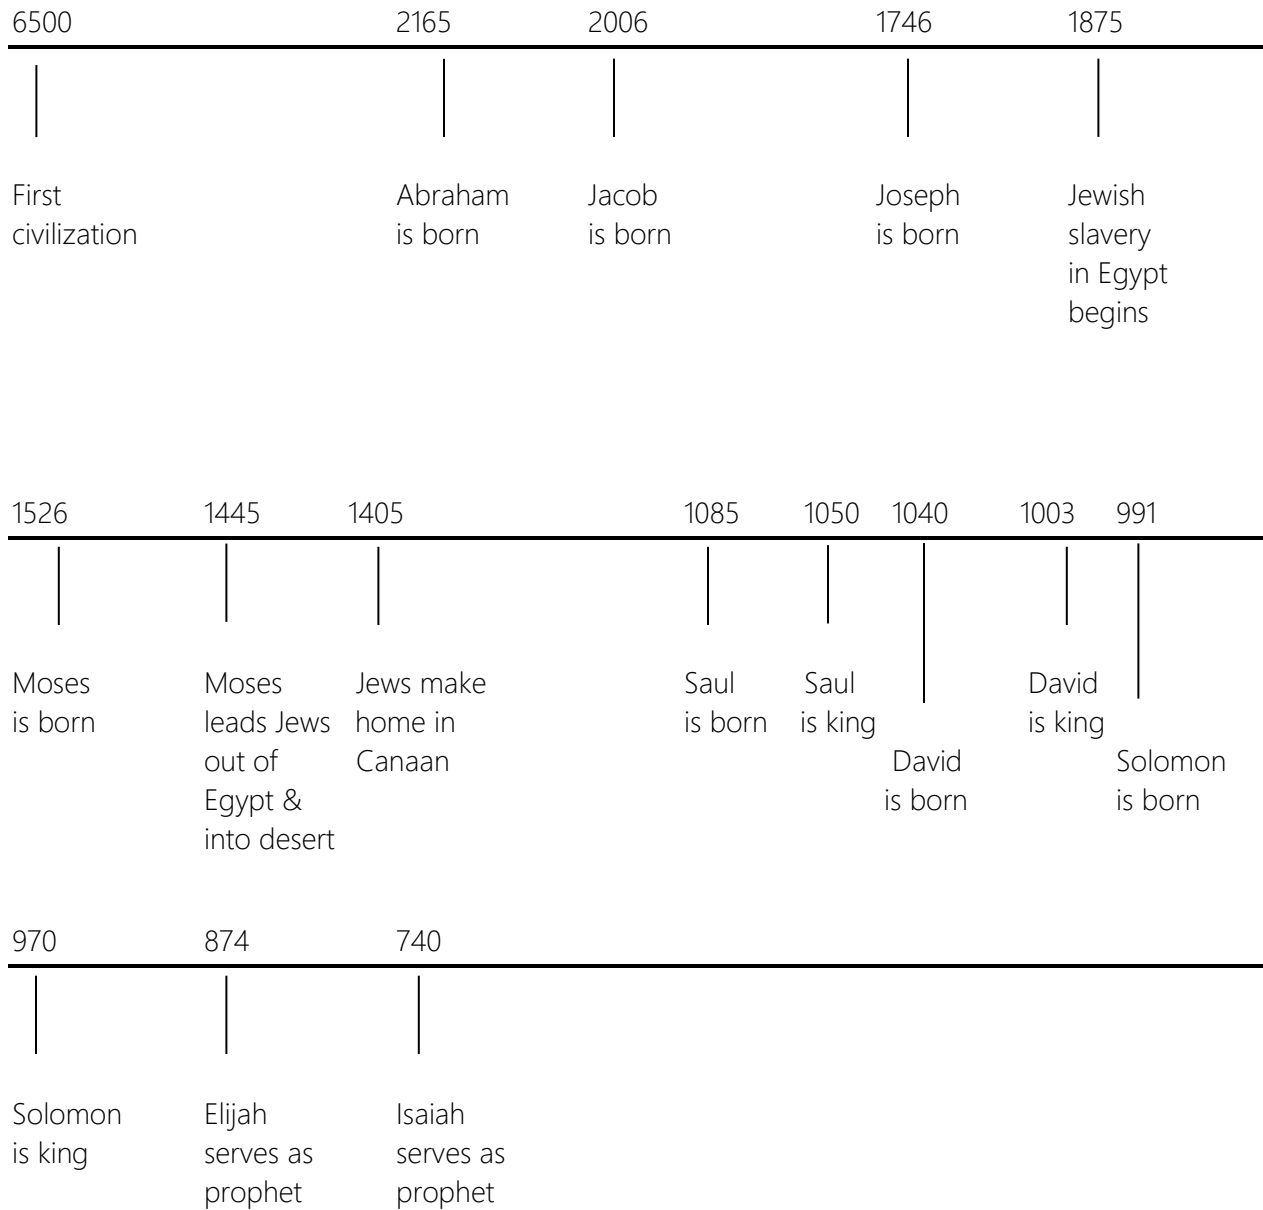 6500 2165 2006 1746 1875
First Abraham Jacob Joseph Jewish
civilization is born is born is born slavery
in Egypt
begins
1526 1445 1405 1085 1050 1040 1003 991
Moses Moses Jews make Saul Saul David
is born leads Jews home in is born is king is king
out of Canaan David Solomon
Egypt & is born is born
into desert
970 874 740
Solomon Elijah Isaiah
is king serves as serves as
prophet prophet